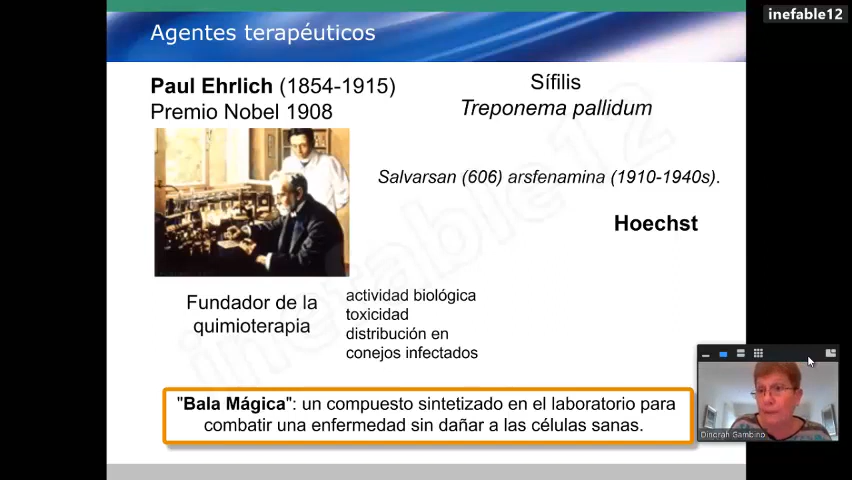 inefable12
Agentes terapéuticos
Paul Ehrlich (1854-1915)
Premio Nobel 1908
Sífilis
Treponema pallidum
Salvarsan (606) arsfenamina (1910-1940s).
Hoechst
Fundador de la
quimioterapia
actividad biológica
toxicidad
distribución en
conejos infectados
"Bala Mágica": un compuesto sintetizado en el laboratorio para
combatir una enfermedad sin dañar a las células sanas.
Dinorah Gambino
inefable12